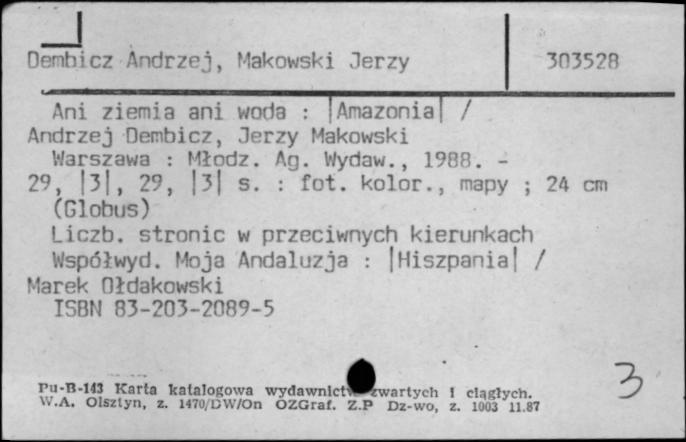 Dembicz Andrzej, Makowski Jerzy 303528
Ani ziemia ani woda : |Amazonia| /
Andrzej Dembicz, Jerzy Makowski
Warszawa : Młodz. Ag. Wydaw., 1988. -
29, |3|, 29, |3| s. : fot. kolor., mapy ; 24 cm
(Globus)
Liczb. stronic w przeciwnych kierunkach
Współwyd. Moja Andaluzja : |Hiszpania| /
Marek Ołdakowski
ISBN 83-203-2089-5
3
Pu-B-143 Karta katalogowa wydawnictw zwartych i ciągłych.
W.A. Olsztyn, z. 1470/DW/On OZGraf. Z.P Dz-wo, z. 1003 11.87